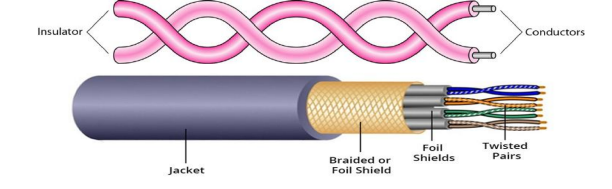 Insulator
Conductors
Jacket
Braided or
Foil Shield
Foil
Shields
Twisted
Pairs